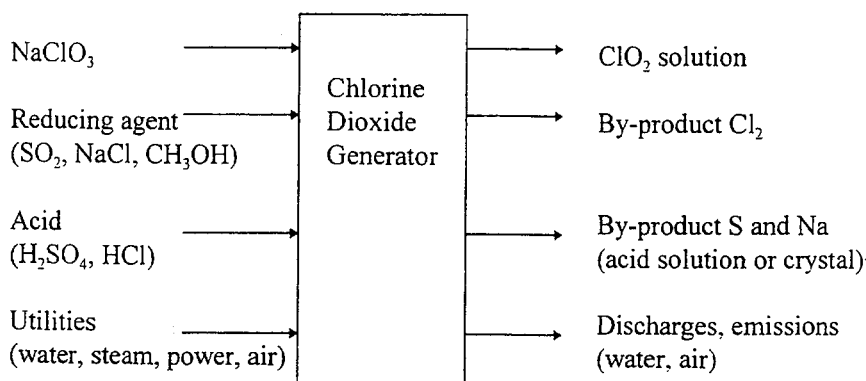 NaClO₃
Reducing agent
(SO₂, NaCl, CH₃OH)
Acid
(H₂SO₄, HCl)
Utilities
(water, steam, power, air)
Chlorine
Dioxide
Generator
ClO₂ solution
By-product Cl₂
By-product S and Na
(acid solution or crystal)
Discharges, emissions
(water, air)